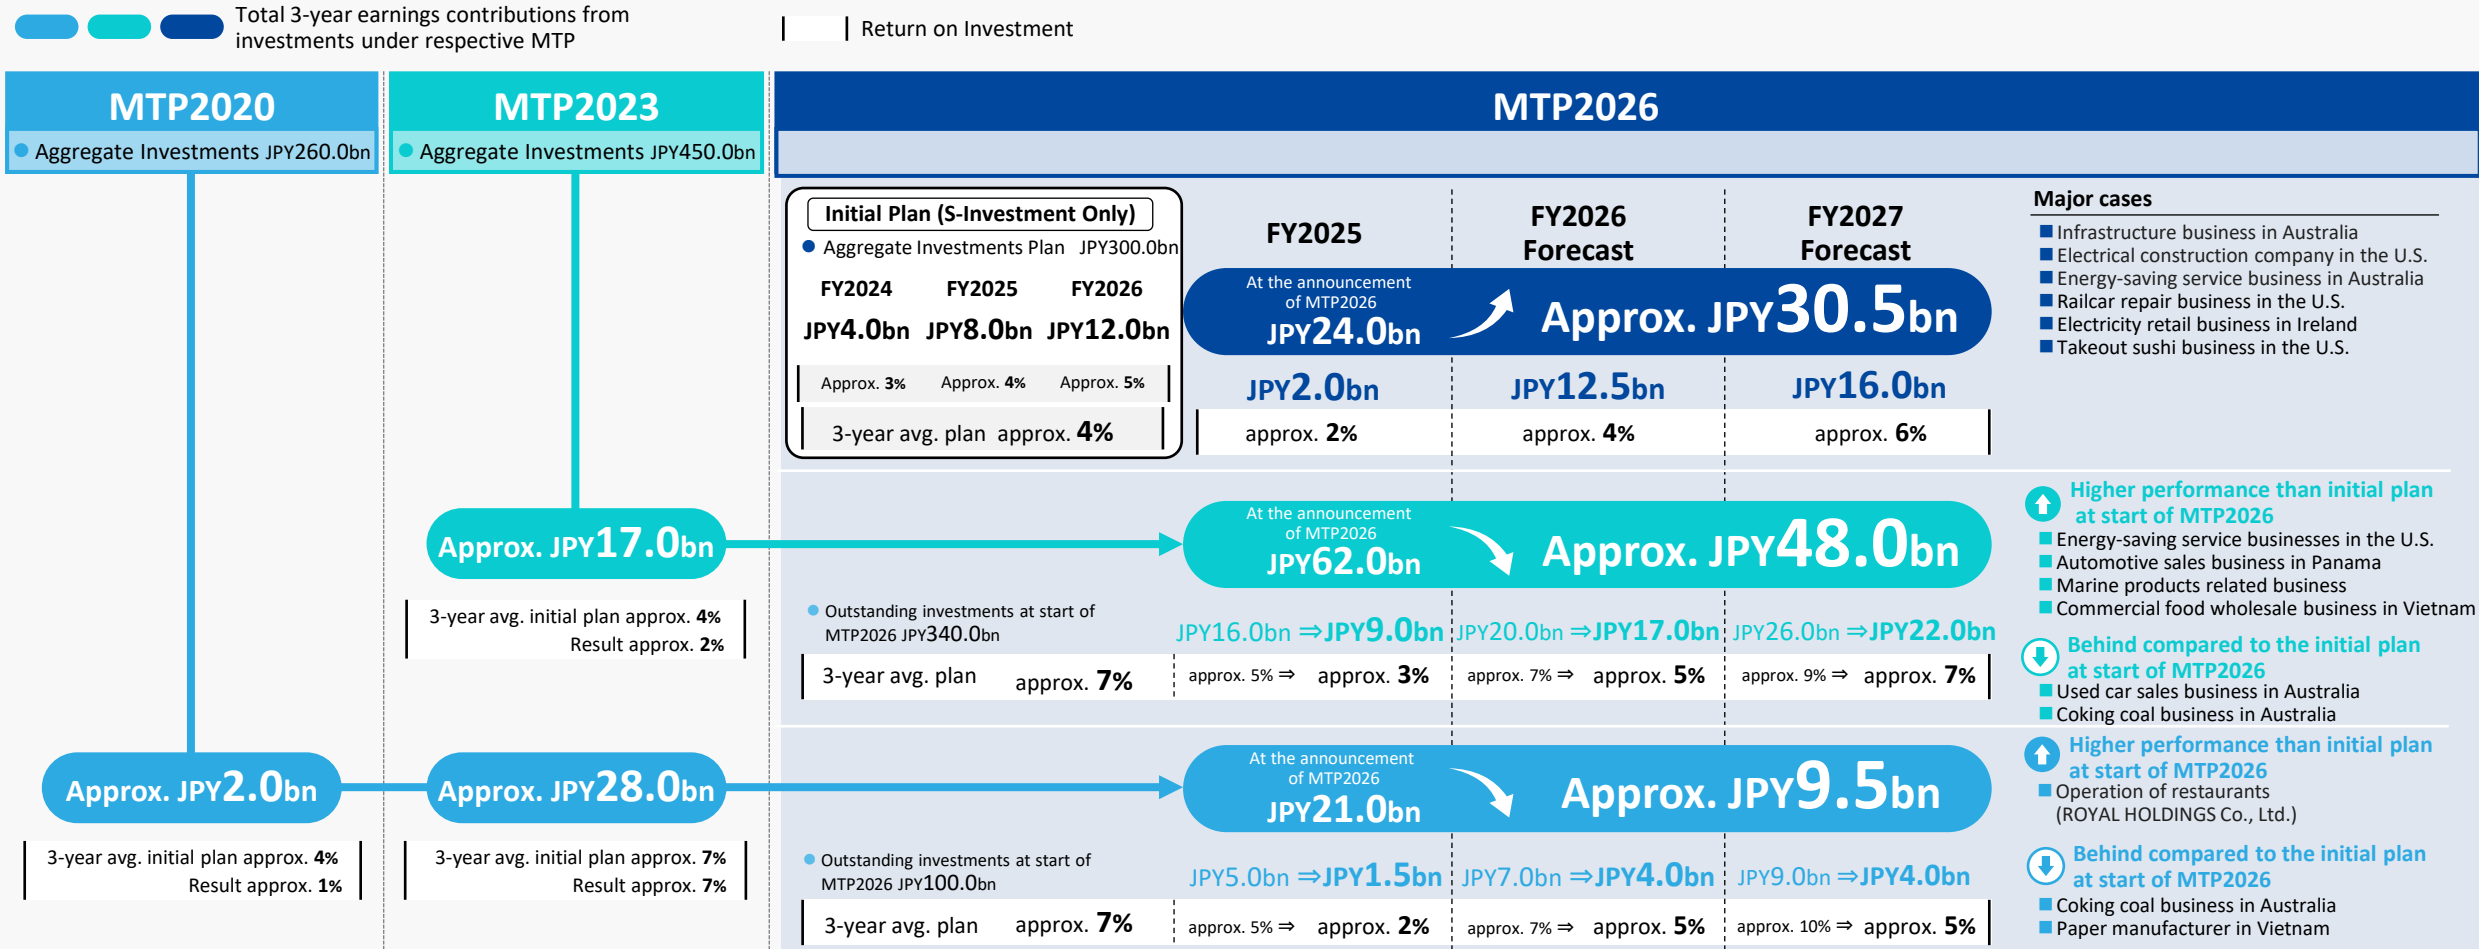 Total 3-year earnings contributions from
investments under respective MTP
Return on Investment
MTP2020
Aggregate Investments JPY260.0bn
MTP2023
Aggregate Investments JPY450.0bn
MTP2026
Initial Plan (S-Investment Only)
Aggregate Investments Plan JPY300.0bn
FY2024 FY2025 FY2026
JPY4.0bn JPY8.0bn JPY12.0bn
Approx. 3% Approx. 4% Approx. 5%
3-year avg. plan approx. 4%
FY2025
FY2026
Forecast
FY2027
Forecast
At the announcement
of MTP2026
JPY24.0bn
Approx. JPY30.5bn
JPY2.0bn JPY12.5bn JPY16.0bn
approx. 2% approx. 4% approx. 6%
Major cases
Infrastructure business in Australia
Electrical construction company in the U.S.
Energy-saving service business in Australia
Railcar repair business in the U.S.
Electricity retail business in Ireland
Takeout sushi business in the U.S.
Approx. JPY17.0bn
3-year avg. initial plan approx. 4%
Result approx. 2%
At the announcement
of MTP2026
JPY62.0bn
Approx. JPY48.0bn
Outstanding investments at start of
MTP2026 JPY340.0bn
JPY16.0bn ⇒JPY9.0bn JPY20.0bn ⇒JPY17.0bn JPY26.0bn ⇒JPY22.0bn
3-year avg. plan approx. 7% approx. 5% ⇒ approx. 3% approx. 7% ⇒ approx. 5% approx. 9% ⇒ approx. 7%
Higher performance than initial plan
at start of MTP2026
Energy-saving service businesses in the U.S.
Automotive sales business in Panama
Marine products related business
Commercial food wholesale business in Vietnam
Behind compared to the initial plan
at start of MTP2026
Used car sales business in Australia
Coking coal business in Australia
Approx. JPY2.0bn
3-year avg. initial plan approx. 4%
Result approx. 1%
Approx. JPY28.0bn
3-year avg. initial plan approx. 7%
Result approx. 7%
At the announcement
of MTP2026
JPY21.0bn
Approx. JPY9.5bn
Outstanding investments at start of
MTP2026 JPY100.0bn
JPY5.0bn ⇒JPY1.5bn JPY7.0bn ⇒JPY4.0bn JPY9.0bn ⇒JPY4.0bn
3-year avg. plan approx. 7% approx. 5% ⇒ approx. 2% approx. 7% ⇒ approx. 5% approx. 10% ⇒ approx. 5%
Higher performance than initial plan
at start of MTP2026
Operation of restaurants
(ROYAL HOLDINGS Co., Ltd.)
Behind compared to the initial plan
at start of MTP2026
Coking coal business in Australia
Paper manufacturer in Vietnam